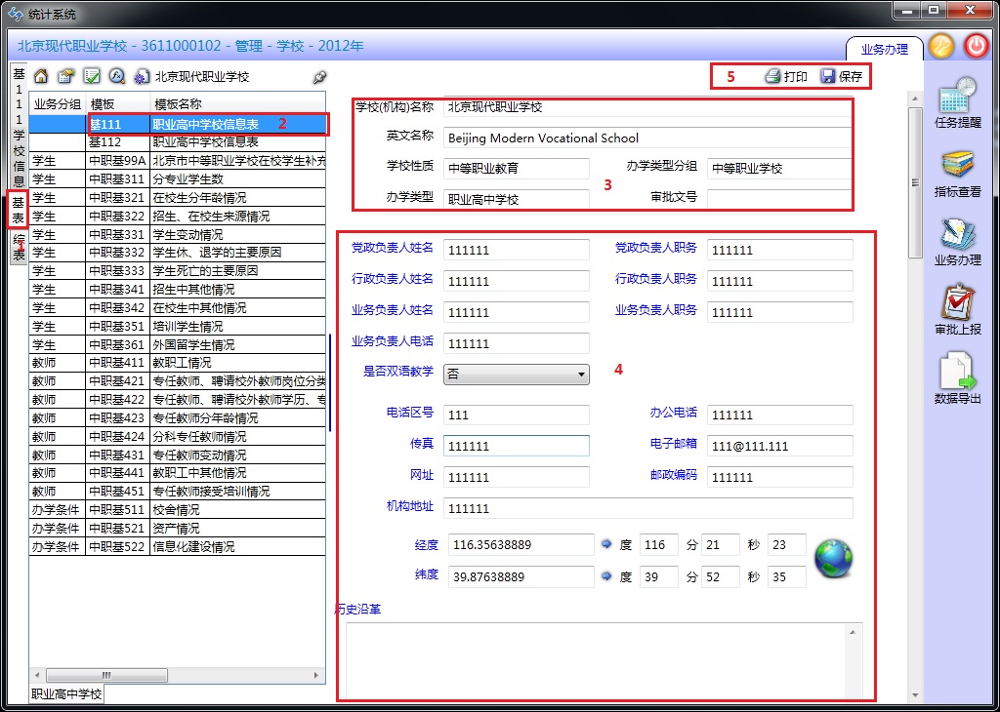 统计系统
北京现代职业学校 - 3611000102 - 管理 - 学校 - 2012年
业务办理
基111学校信息
基表
综表
1
北京现代职业学校
5 打印 保存
业务分组 模板 模板名称
基111 职业高中学校信息表 2
基112 职业高中学校信息表
学生 中职基99A 北京市中等职业学校在校学生补充
学生 中职基311 分专业学生数
学生 中职基321 在校生分年龄情况
学生 中职基322 招生、在校生来源情况
学生 中职基331 学生变动情况
学生 中职基332 学生休、退学的主要原因
学生 中职基333 学生死亡的主要原因
学生 中职基341 招生中其他情况
学生 中职基342 在校生中其他情况
学生 中职基351 培训学生情况
学生 中职基361 外国留学生情况
教师 中职基411 教职工情况
教师 中职基421 专任教师、聘请校外教师岗位分类
教师 中职基422 专任教师、聘请校外教师学历、专
教师 中职基423 专任教师分年龄情况
教师 中职基424 分科专任教师情况
教师 中职基431 专任教师变动情况
教师 中职基441 教职工中其他情况
教师 中职基451 专任教师接受培训情况
办学条件 中职基511 校舍情况
办学条件 中职基521 资产情况
办学条件 中职基522 信息化建设情况
职业高中学校
学校(机构)名称 北京现代职业学校
英文名称 Beijing Modern Vocational School
学校性质 中等职业教育 办学类型分组 中等职业学校
3
办学类型 职业高中学校 审批文号
党政负责人姓名 111111 党政负责人职务 111111
行政负责人姓名 111111 行政负责人职务 111111
业务负责人姓名 111111 业务负责人职务 111111
业务负责人电话 111111
是否双语教学 否 4
电话区号 111 办公电话 111111
传真 111111 电子邮箱 111@111.111
网址 111111 邮政编码 111111
机构地址 111111
经度 116.35638889 度 116 分 21 秒 23
纬度 39.87638889 度 39 分 52 秒 35
历史沿革
任务提醒
指标查看
业务办理
审批上报
数据导出